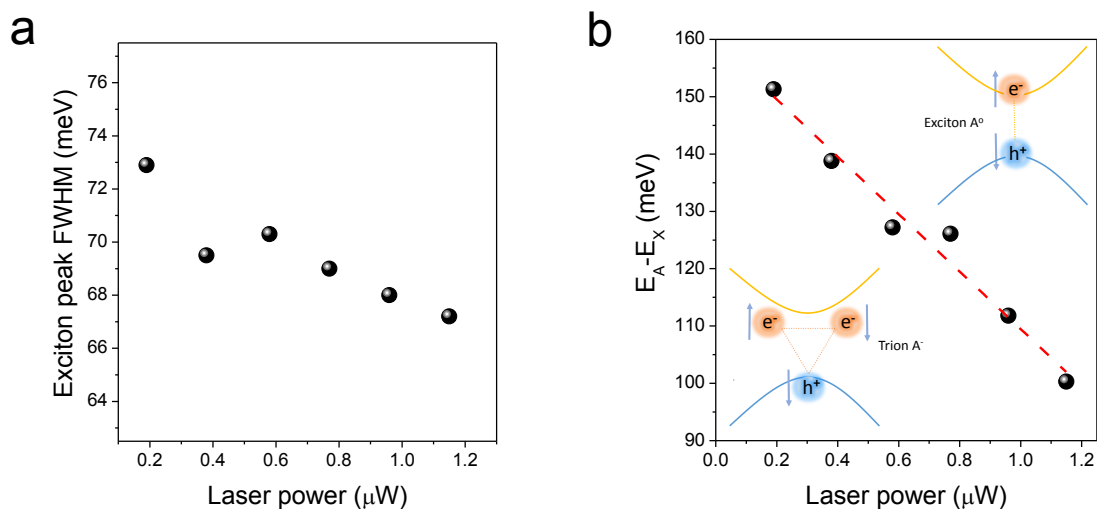 a
Exciton peak FWHM (meV)
76
74
72
70
68
66
64
0.2 0.4 0.6 0.8 1.0 1.2
Laser power (μW)
b
E_A-E_X (meV)
160
150
140
130
120
110
100
90
0.0 0.2 0.4 0.6 0.8 1.0 1.2
Laser power (μW)
e⁻
Exciton A⁰
h⁺
e⁻ e⁻
Trion A⁻
h⁺